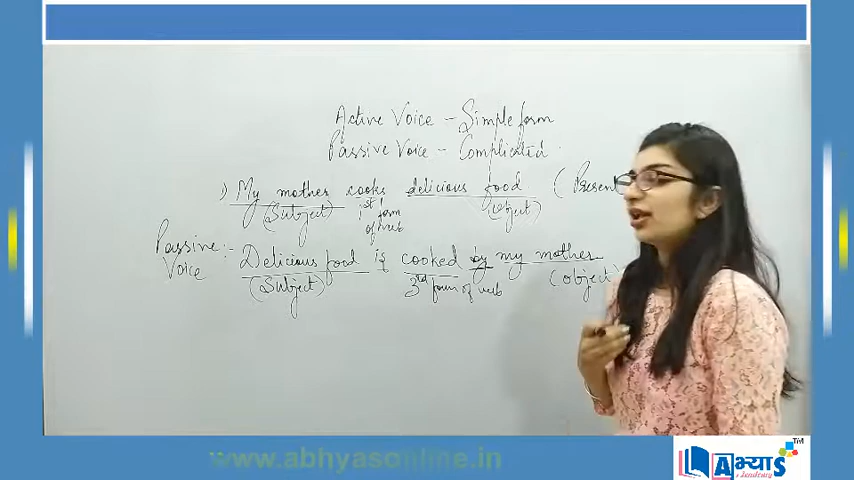 Active Voice - Simple form
Passive Voice - Complicated
1) My mother cooks delicious food (Present
(Subject) 1st form of verb (object)
Passive Voice :- Delicious food is cooked by my mother
(Subject) 3rd form of verb (object)
www.abhyasonline.in
अभ्याS
Academy
TM